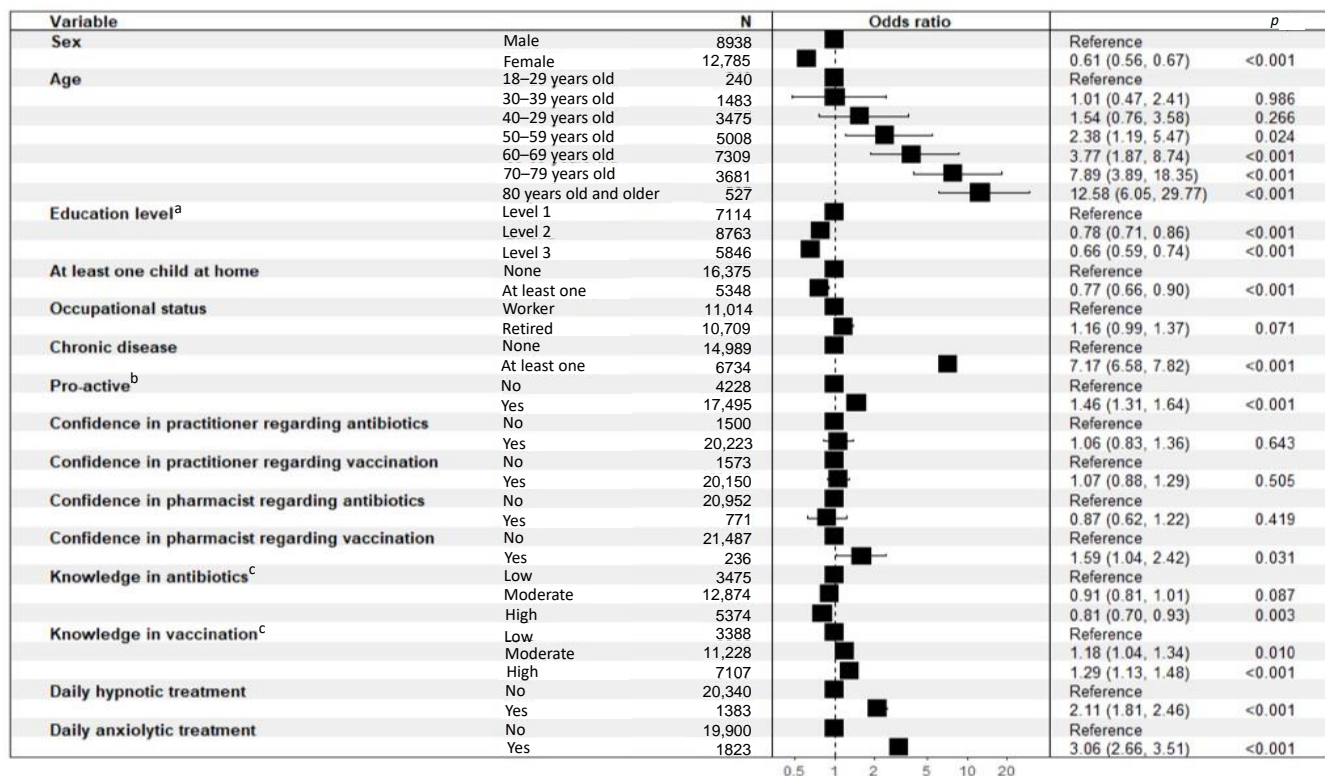 Variable N Odds ratio p
Sex Male 8938 Reference
Female 12,785 0.61 (0.56, 0.67) <0.001
Age 18–29 years old 240 Reference
30–39 years old 1483 1.01 (0.47, 2.41) 0.986
40–29 years old 3475 1.54 (0.76, 3.58) 0.266
50–59 years old 5008 2.38 (1.19, 5.47) 0.024
60–69 years old 7309 3.77 (1.87, 8.74) <0.001
70–79 years old 3681 7.89 (3.89, 18.35) <0.001
80 years old and older 527 12.58 (6.05, 29.77) <0.001
Education level^a Level 1 7114 Reference
Level 2 8763 0.78 (0.71, 0.86) <0.001
Level 3 5846 0.66 (0.59, 0.74) <0.001
At least one child at home None 16,375 Reference
At least one 5348 0.77 (0.66, 0.90) <0.001
Occupational status Worker 11,014 Reference
Retired 10,709 1.16 (0.99, 1.37) 0.071
Chronic disease None 14,989 Reference
At least one 6734 7.17 (6.58, 7.82) <0.001
Pro-active^b No 4228 Reference
Yes 17,495 1.46 (1.31, 1.64) <0.001
Confidence in practitioner regarding antibiotics No 1500 Reference
Yes 20,223 1.06 (0.83, 1.36) 0.643
Confidence in practitioner regarding vaccination No 1573 Reference
Yes 20,150 1.07 (0.88, 1.29) 0.505
Confidence in pharmacist regarding antibiotics No 20,952 Reference
Yes 771 0.87 (0.62, 1.22) 0.419
Confidence in pharmacist regarding vaccination No 21,487 Reference
Yes 236 1.59 (1.04, 2.42) 0.031
Knowledge in antibiotics^c Low 3475 Reference
Moderate 12,874 0.91 (0.81, 1.01) 0.087
High 5374 0.81 (0.70, 0.93) 0.003
Knowledge in vaccination^c Low 3388 Reference
Moderate 11,228 1.18 (1.04, 1.34) 0.010
High 7107 1.29 (1.13, 1.48) <0.001
Daily hypnotic treatment No 20,340 Reference
Yes 1383 2.11 (1.81, 2.46) <0.001
Daily anxiolytic treatment No 19,900 Reference
Yes 1823 3.06 (2.66, 3.51) <0.001
0.5 1 2 5 10 20